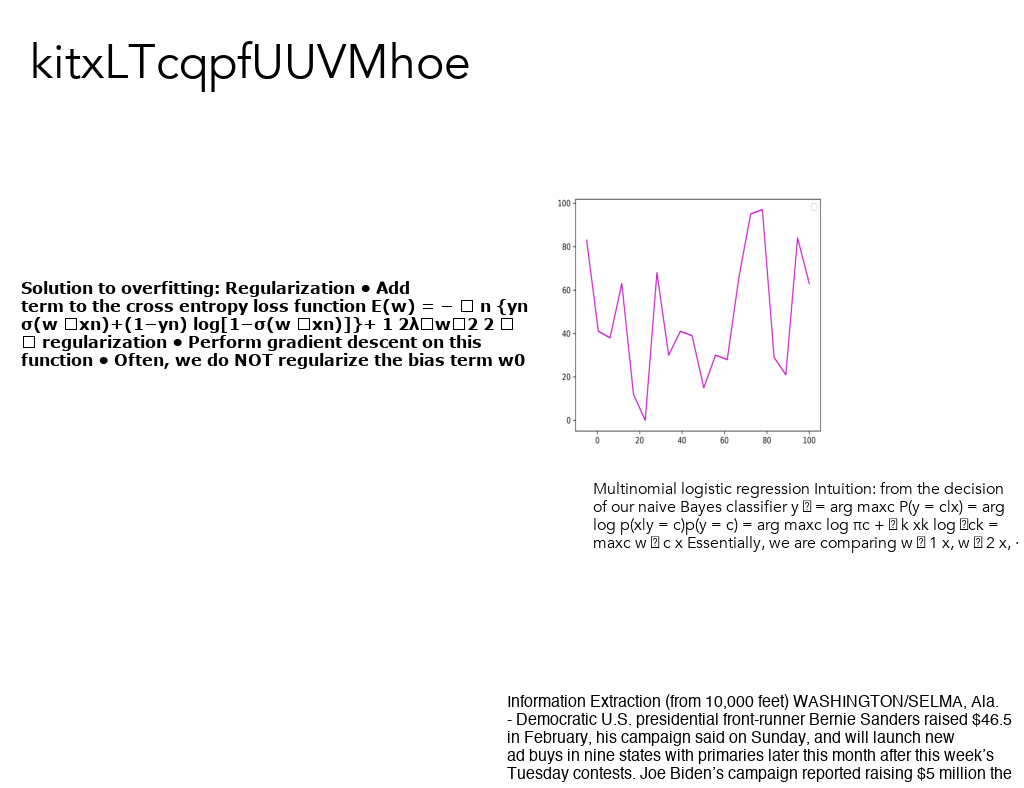 kitxLTcqpfUUVMhoe
Solution to overfitting: Regularization ● Add
term to the cross entropy loss function E(w) = − □ n {yn
σ(w □xn)+(1−yn) log[1−σ(w □xn)]}+ 1 2λ□w□2 2 □
□ regularization ● Perform gradient descent on this
function ● Often, we do NOT regularize the bias term w0
100
80
60
40
20
0
0 20 40 60 80 100
Multinomial logistic regression Intuition: from the decision
of our naive Bayes classifier y □ = arg maxc P(y = c|x) = arg
log p(x|y = c)p(y = c) = arg maxc log πc + □ k xk log □ck =
maxc w □ c x Essentially, we are comparing w □ 1 x, w □ 2 x, ·
Information Extraction (from 10,000 feet) WASHINGTON/SELMA, Ala.
- Democratic U.S. presidential front-runner Bernie Sanders raised $46.5
in February, his campaign said on Sunday, and will launch new
ad buys in nine states with primaries later this month after this week’s
Tuesday contests. Joe Biden’s campaign reported raising $5 million the